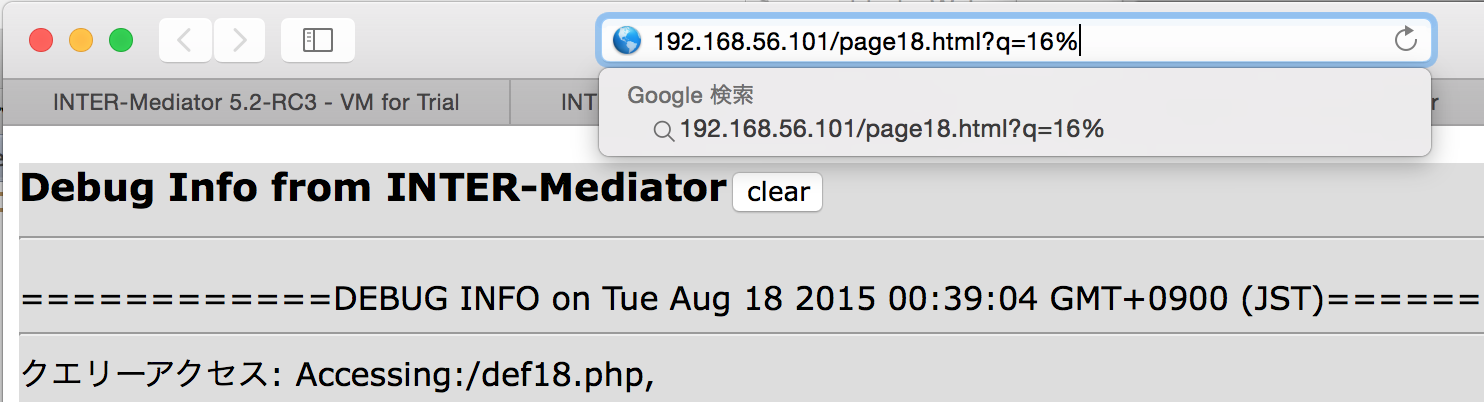 192.168.56.101/page18.html?q=16%
Google 検索
192.168.56.101/page18.html?q=16%
INTER-Mediator 5.2-RC3 - VM for Trial
INT
Debug Info from INTER-Mediator clear
============DEBUG INFO on Tue Aug 18 2015 00:39:04 GMT+0900 (JST)======
クエリーアクセス: Accessing:/def18.php,